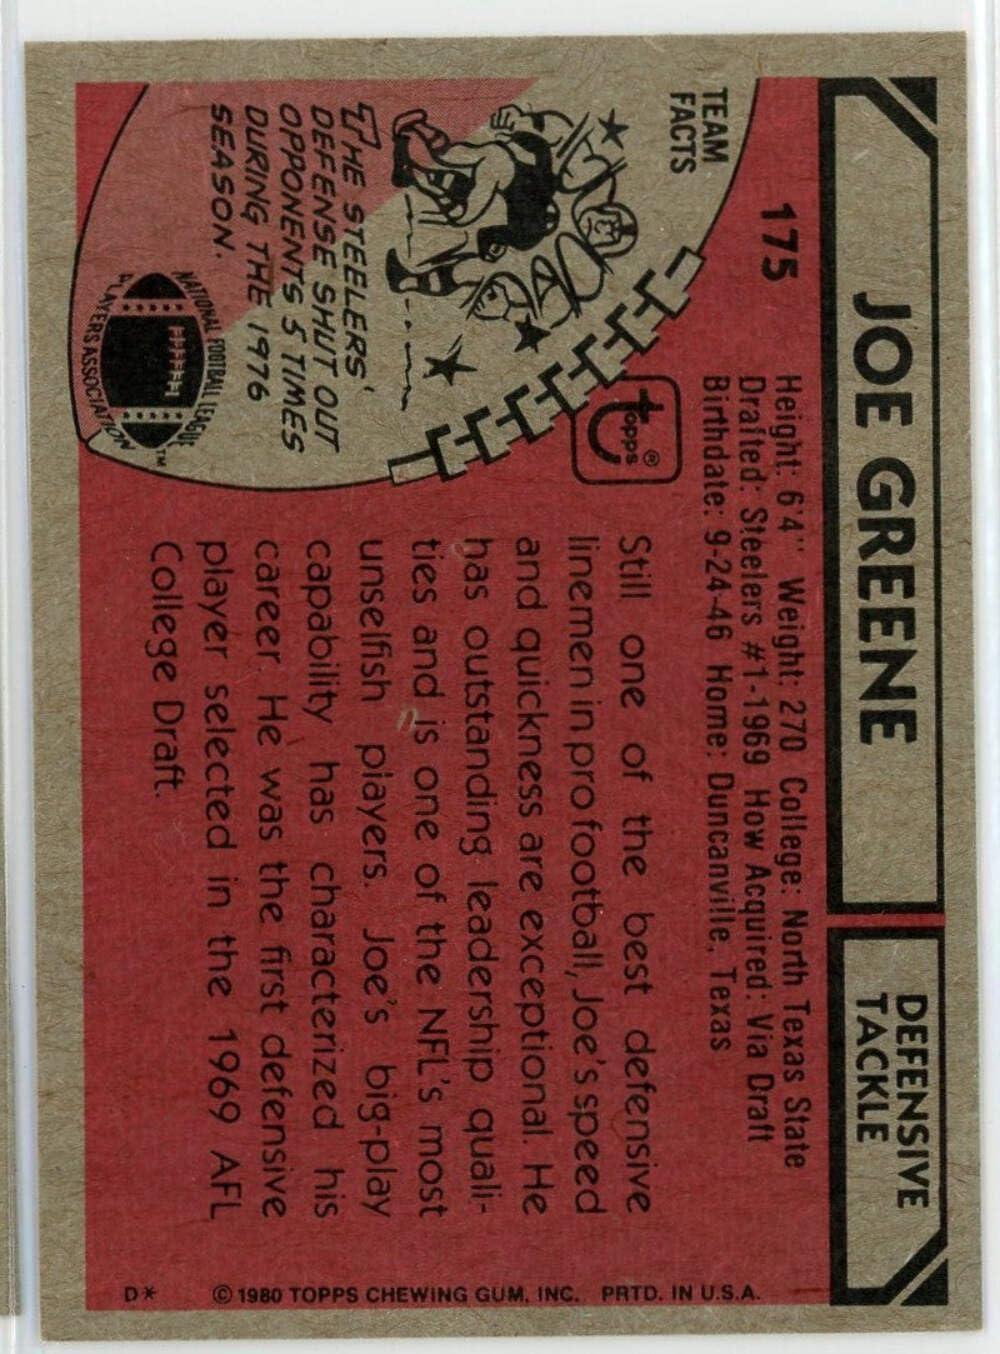 JOE GREENE
DEFENSIVE
TACKLE
175
Height: 6'4" Weight: 270 College: North Texas State
Drafted: Steelers #1-1969 How Acquired: Via Draft
Birthdate: 9-24-46 Home: Duncanville, Texas
TEAM
FACTS
topps®
THE STEELERS'
DEFENSE SHUT OUT
OPPONENTS 5 TIMES
DURING THE 1976
SEASON.
NATIONAL FOOTBALL LEAGUE
PLAYERS ASSOCIATION
TM
Still one of the best defensive
linemen in pro football, Joe's speed
and quickness are exceptional. He
has outstanding leadership quali-
ties and is one of the NFL's most
unselfish players. Joe's big-play
capability has characterized his
career. He was the first defensive
player selected in the 1969 AFL
College Draft.
D*
© 1980 TOPPS CHEWING GUM, INC. PRTD. IN U.S.A.